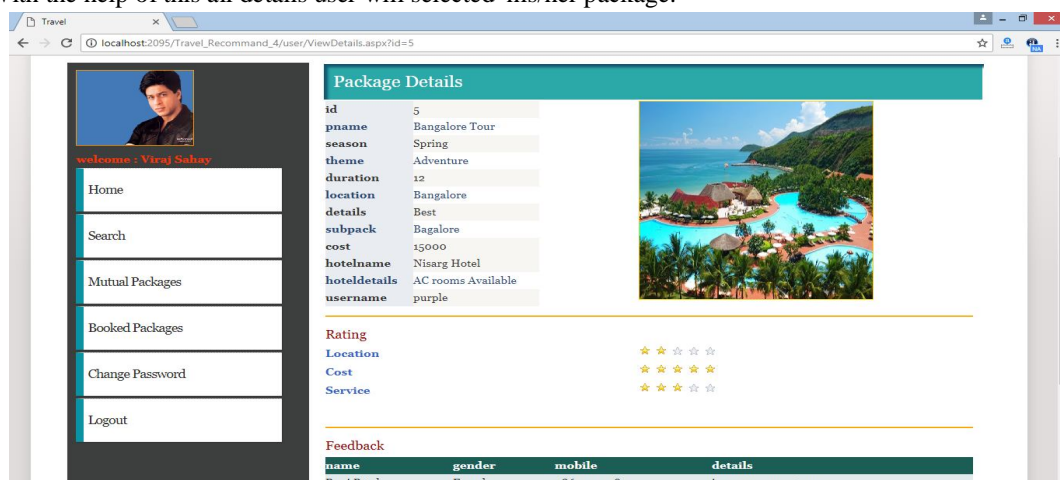 with the help of this all details user will selected his/her package.
Travel
localhost:2095/Travel_Recommand_4/user/ViewDetails.aspx?id=5
welcome : Viraj Sahay
Home
Search
Mutual Packages
Booked Packages
Change Password
Logout
Package Details
id 5
pname Bangalore Tour
season Spring
theme Adventure
duration 12
location Bangalore
details Best
subpack Bagalore
cost 15000
hotelname Nisarg Hotel
hoteldetails AC rooms Available
username purple
Rating
Location
Cost
Service
Feedback
name gender mobile details